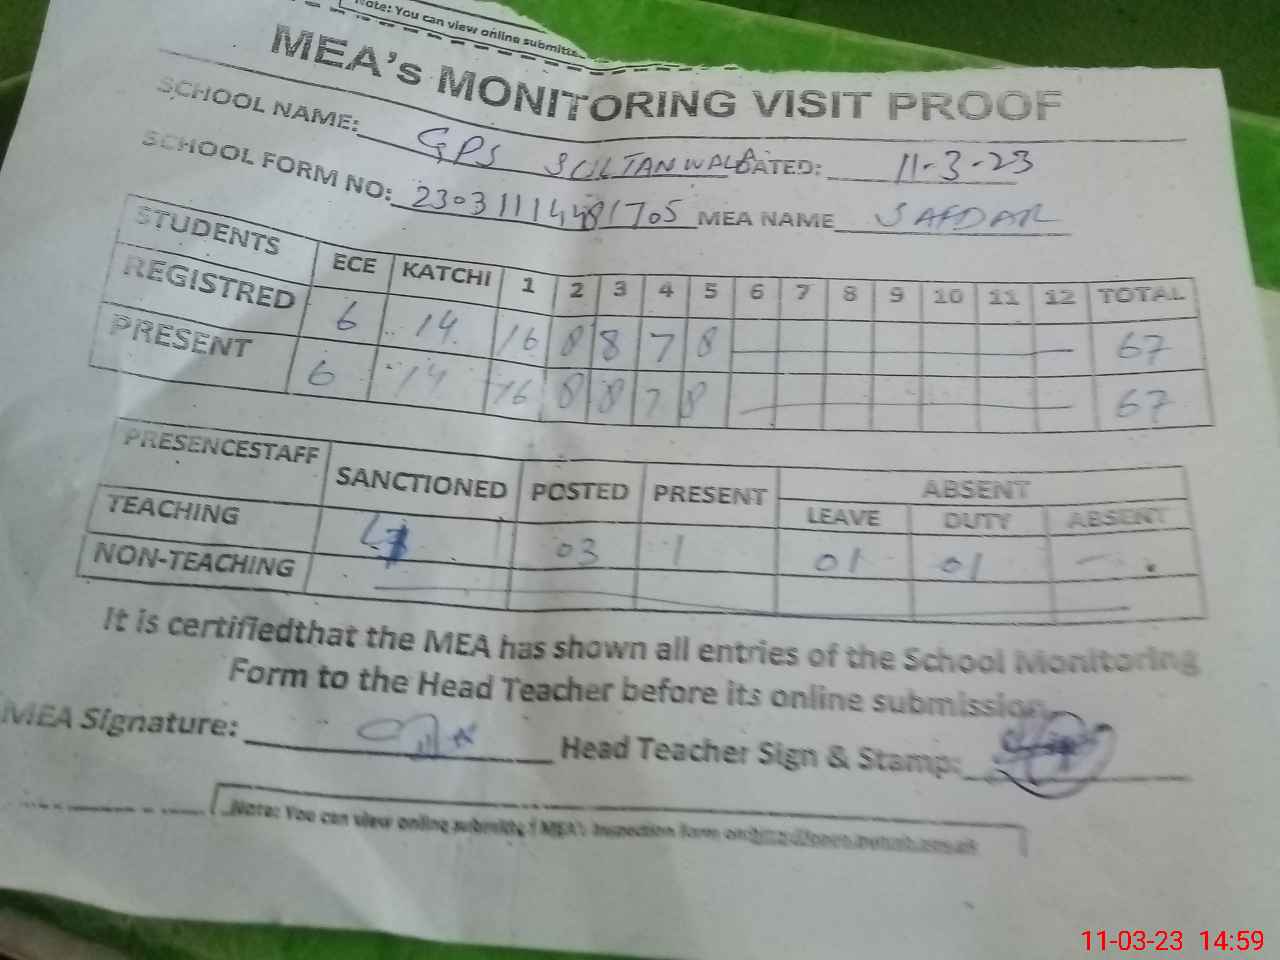 Note: You can view online submitte
MEA's MONITORING VISIT PROOF
SCHOOL NAME: GPS SULTANWALA DATED: 11-3-23
SCHOOL FORM NO: MEA NAME SAFDAR
STUDENTS ECE KATCHI 1 2 3 4 5 6 7 8 9 10 11 12 TOTAL
REGISTRED 6 14 16 8 8 7 8 67
PRESENT 6 14 16 8 8 7 8 67
PRESENCESTAFF SANCTIONED POSTED PRESENT ABSENT
LEAVE DUTY ABSENT
TEACHING 03 1 01 01 —
NON-TEACHING
It is certifiedthat the MEA has shown all entries of the School Monitoring
Form to the Head Teacher before its online submission
MEA Signature: Head Teacher Sign & Stamp:
Note: You can view online submitte MEA's Inspection form on
11-03-23 14:59